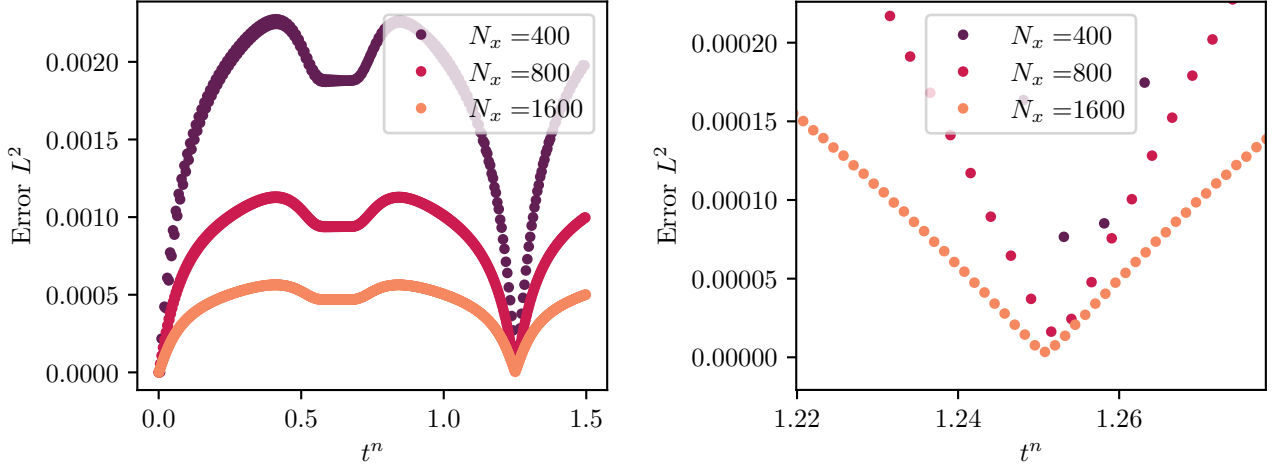 0.0020
0.0015
0.0010
0.0005
0.0000
Error L²
0.0 0.5 1.0 1.5
tⁿ
Nₓ =400
Nₓ =800
Nₓ =1600
0.00020
0.00015
0.00010
0.00005
0.00000
Error L²
1.22 1.24 1.26
tⁿ
Nₓ =400
Nₓ =800
Nₓ =1600